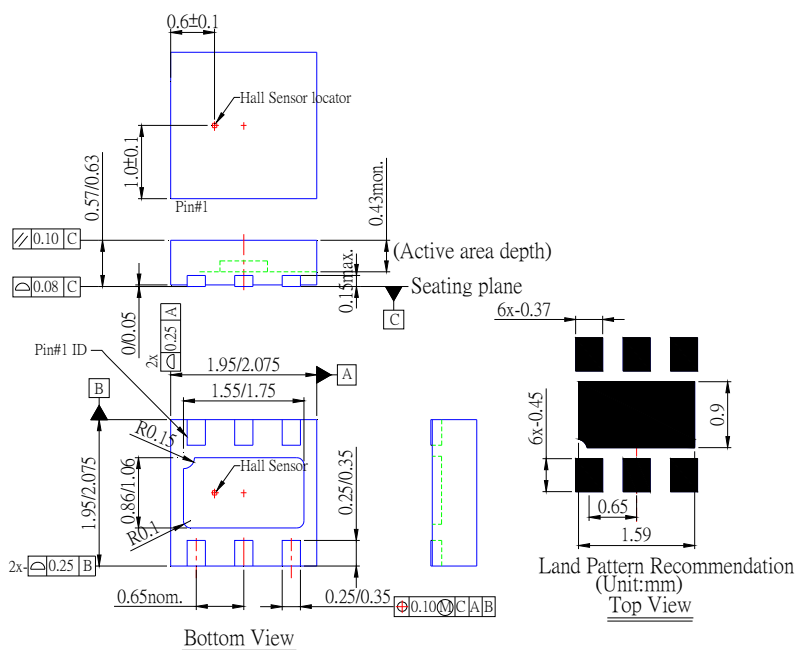 0.6±0.1
Hall Sensor locator
1.0±0.1
Pin#1
0.57/0.63
0.43mon.
// 0.10 C
(Active area depth)
0.15max.
⌓ 0.08 C
Seating plane
C
0/0.05
2x ⌓ 0.25 A
Pin#1 ID
1.95/2.075
A
B
1.55/1.75
R0.15
Hall Sensor
0.86/1.06
1.95/2.075
R0.1
0.25/0.35
2x-⌓ 0.25 B
0.65nom.
0.25/0.35
⌖ 0.10Ⓜ C A B
Bottom View
6x-0.37
6x-0.45
0.9
0.65
1.59
Land Pattern Recommendation
(Unit:mm)
Top View